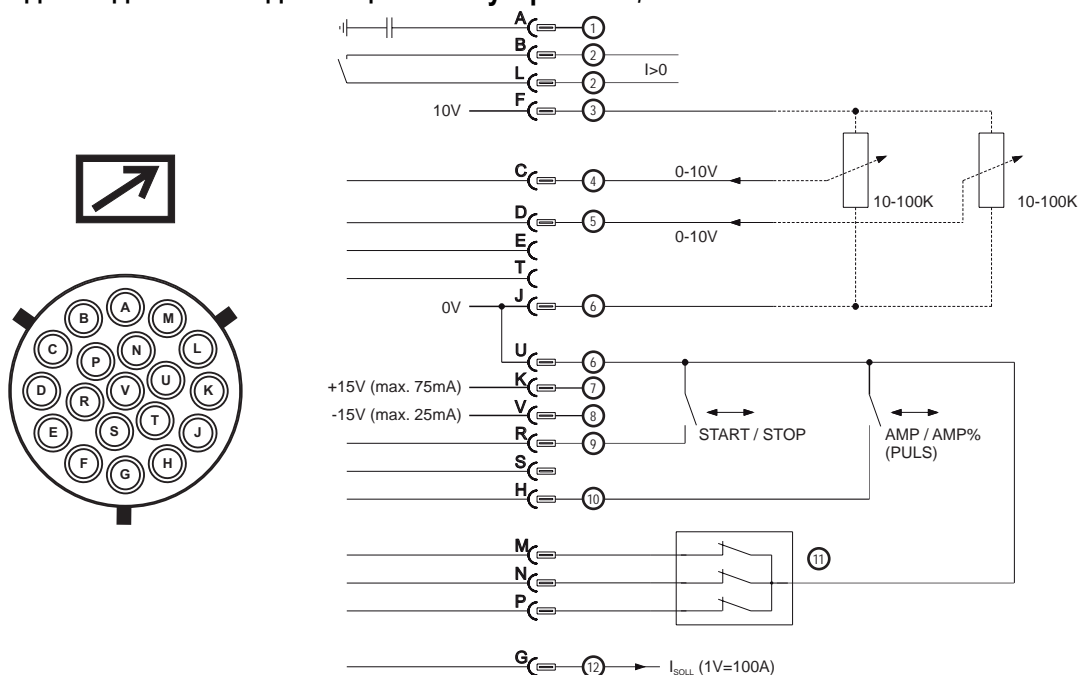 A 1
B 2
L 2 I>0
10V F 3
C 4 0-10V
10-100K 10-100K
D 5
0-10V
E
T
0V J 6
U 6
+15V (max. 75mA) K 7
-15V (max. 25mA) V 8
R 9 START / STOP AMP / AMP%
(PULS)
S
H 10
M 11
N
P
G 12 I SOLL (1V=100A)
A
B M
N
C P L
U
D V K
R
T
E S J
F H
G